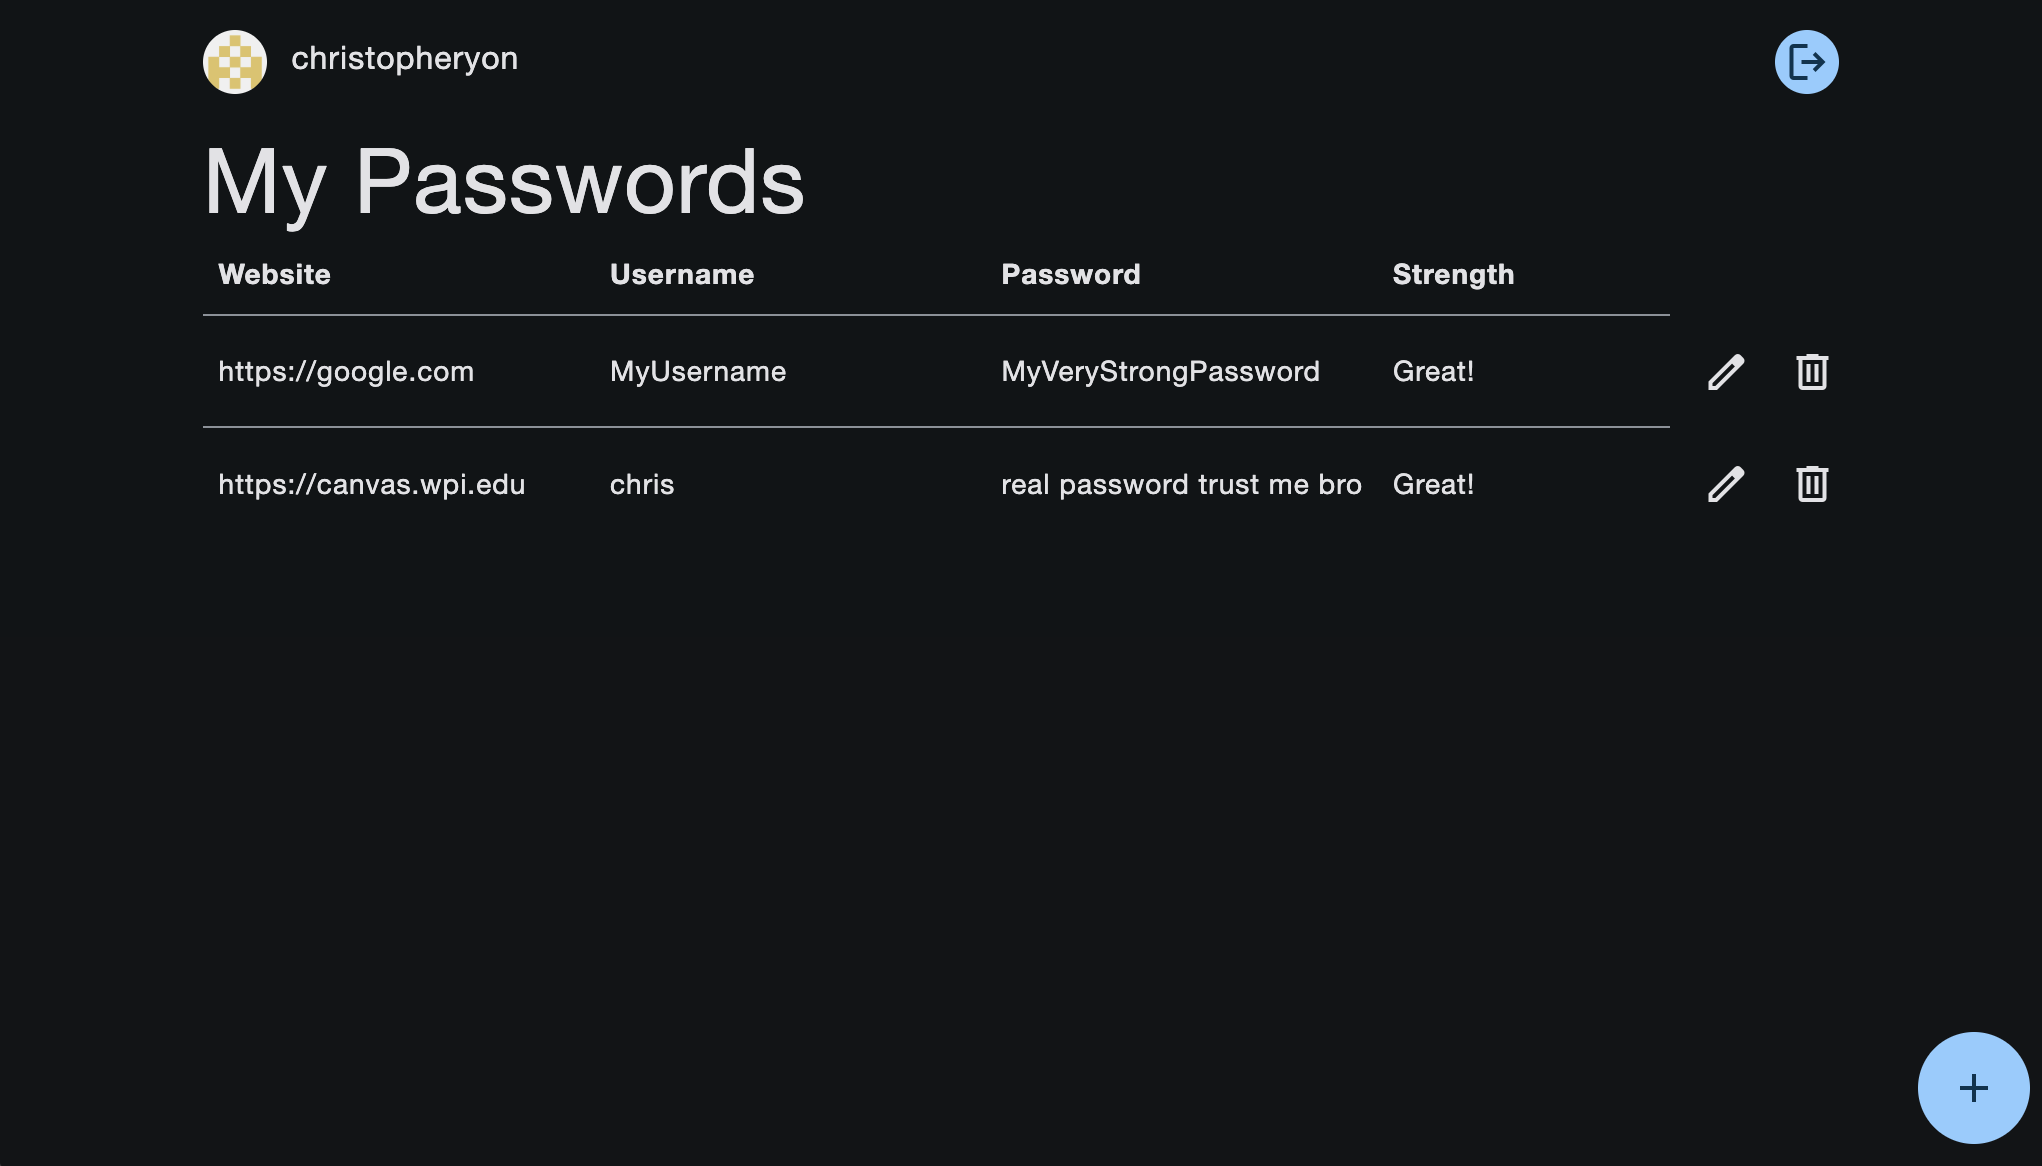 christopheryon
My Passwords
Website Username Password Strength
https://google.com MyUsername MyVeryStrongPassword Great!
https://canvas.wpi.edu chris real password trust me bro Great!